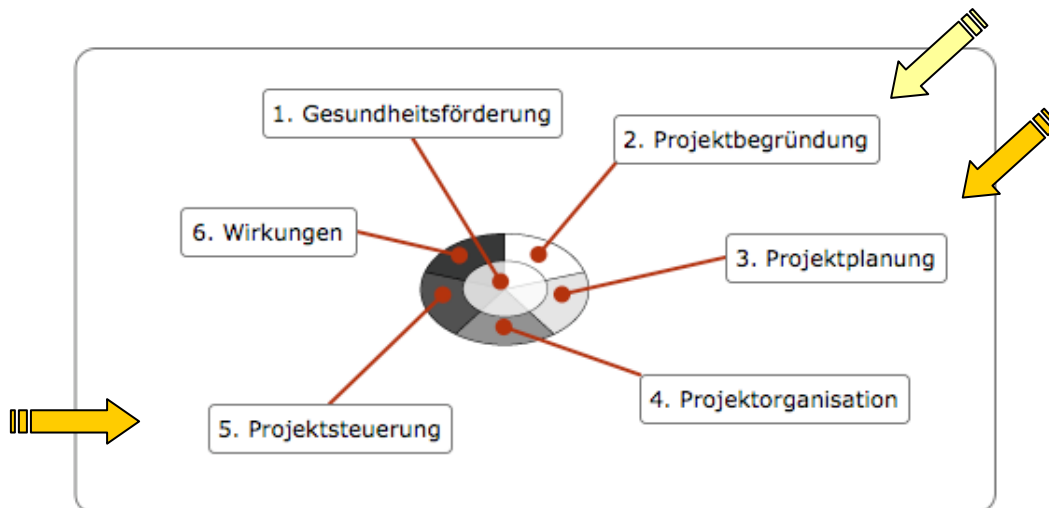 1. Gesundheitsförderung
2. Projektbegründung
3. Projektplanung
4. Projektorganisation
5. Projektsteuerung
6. Wirkungen